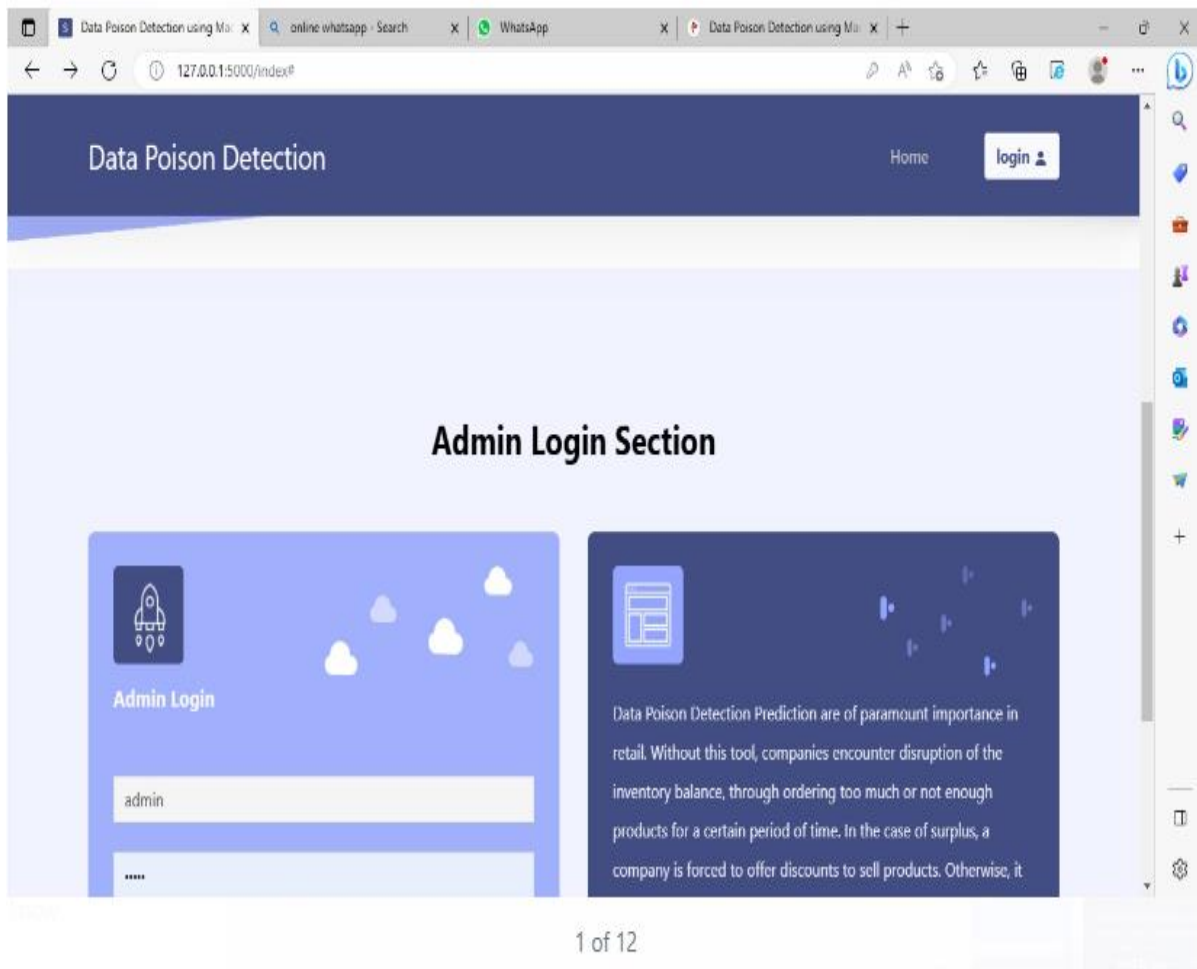 Data Poison Detection using Mac
online whatsapp - Search
WhatsApp
Data Poison Detection using Ma
127.0.0.1:5000/index#
Data Poison Detection
Home
login
Admin Login Section
Admin Login
admin
•••••
Data Poison Detection Prediction are of paramount importance in
retail. Without this tool, companies encounter disruption of the
inventory balance, through ordering too much or not enough
products for a certain period of time. In the case of surplus, a
company is forced to offer discounts to sell products. Otherwise, it
1 of 12